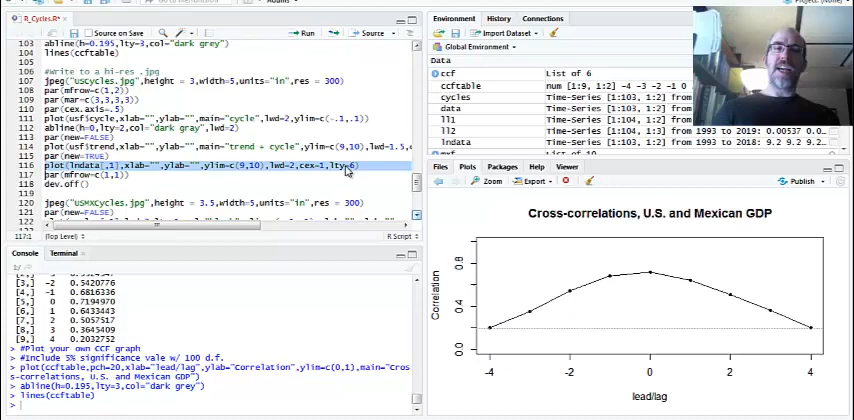 R_Cycles.R*
Source on Save
Run
Source
103 abline(h=0.195,lty=3,col="dark grey")
104 lines(ccftable)
105
106 #Write to a hi-res .jpg
107 jpeg("USCycles.jpg",height = 3,width=5,units="in",res = 300)
108 par(mfrow=c(1,2))
109 par(mar=c(3,3,3,3))
110 par(cex.axis=.5)
111 plot(usf$cycle,xlab="",ylab="",main="cycle",lwd=2,ylim=c(-.1,.1))
112 abline(h=0,lty=2,col="dark gray",lwd=2)
113 par(new=FALSE)
114 plot(usf$trend,xlab="",ylab="",main="trend + cycle",ylim=c(9,10),lwd=1.5,c
115 par(new=TRUE)
116 plot(lndata[,1],xlab="",ylab="",ylim=c(9,10),lwd=2,cex=1,lty=6)
117 par(mfrow=c(1,1))
118 dev.off()
119
120 jpeg("USMXCycles.jpg",height = 3.5,width=5,units="in",res = 300)
121 par(new=FALSE)
122
117:1 (Top Level) R Script
Console Terminal
[3,] -2 0.5420776
[4,] -1 0.6816336
[5,] 0 0.7194970
[6,] 1 0.6433443
[7,] 2 0.5057517
[8,] 3 0.3645409
[9,] 4 0.2032752
> #Plot your own CCF graph
> #Include 5% significance vale w/ 100 d.f.
> plot(ccftable,pch=20,xlab="lead/lag",ylab="Correlation",ylim=c(0,1),main="Cros
s-correlations, U.S. and Mexican GDP")
> abline(h=0.195,lty=3,col="dark grey")
> lines(ccftable)
>
Environment History Connections
Import Dataset
Global Environment
Data
ccf List of 6
ccftable num [1:9, 1:2] -4 -3 -2 -1 0
cycles Time-Series [1:103, 1:2] from
data Time-Series [1:104, 1:2] from
ll1 Time-Series [1:104, 1:3] from
ll2 Time-Series [1:103] from 1993 to 2019: 0.00537 0.0...
lndata Time-Series [1:104, 1:2] from 1993 to 2019: 9.2 9.2 9...
Files Plots Packages Help Viewer
Zoom Export Publish
Cross-correlations, U.S. and Mexican GDP
Correlation
0.8
0.4
0.0
-4 -2 0 2 4
lead/lag